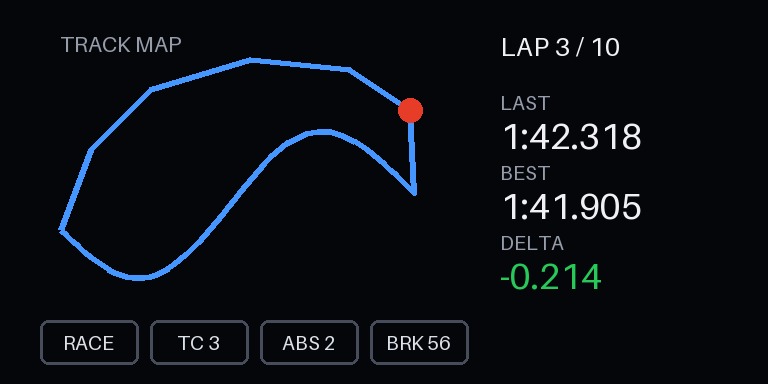 TRACK MAP
LAP 3 / 10
LAST
1:42.318
BEST
1:41.905
DELTA
-0.214
RACE
TC 3
ABS 2
BRK 56